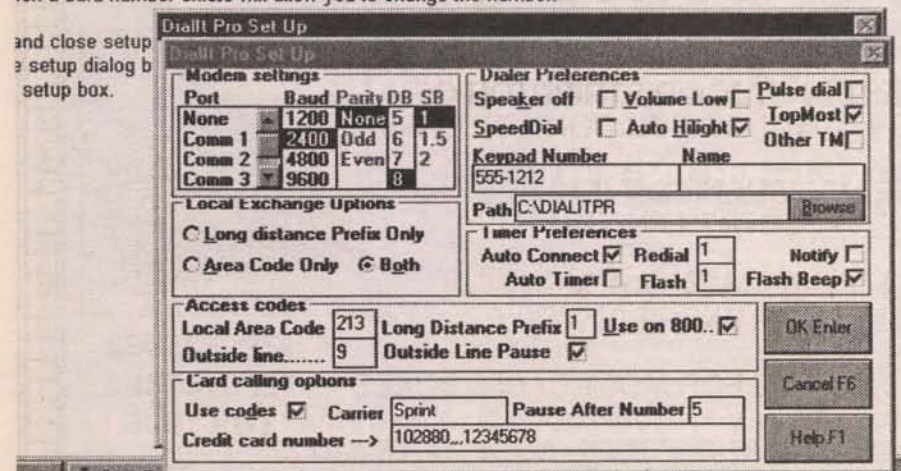 and close setup
setup dialog b
setup box.
DialIt Pro Set Up
DialIt Pro Set Up
Modem settings
Port Baud Parity DB SB
None 1200 None 5 1
Comm 1 2400 Odd 6 1.5
Comm 2 4800 Even 7 2
Comm 3 9600 8
Dialer Preferences
Speaker off Volume Low Pulse dial
TopMost
SpeedDial Auto Hilight Other TM
Keypad Number Name
555-1212
Path C:\DIALITPR Browse
Local Exchange Options
Long distance Prefix Only
Area Code Only Both
Timer Preferences
Auto Connect Redial 1 Notify
Auto Timer Flash 1 Flash Beep
Access codes
Local Area Code 213 Long Distance Prefix 1 Use on 800..
Outside line....... 9 Outside Line Pause
Card calling options
Use codes Carrier Sprint Pause After Number 5
Credit card number ---> 102880,,,12345678
OK Enter
Cancel F6
Help F1